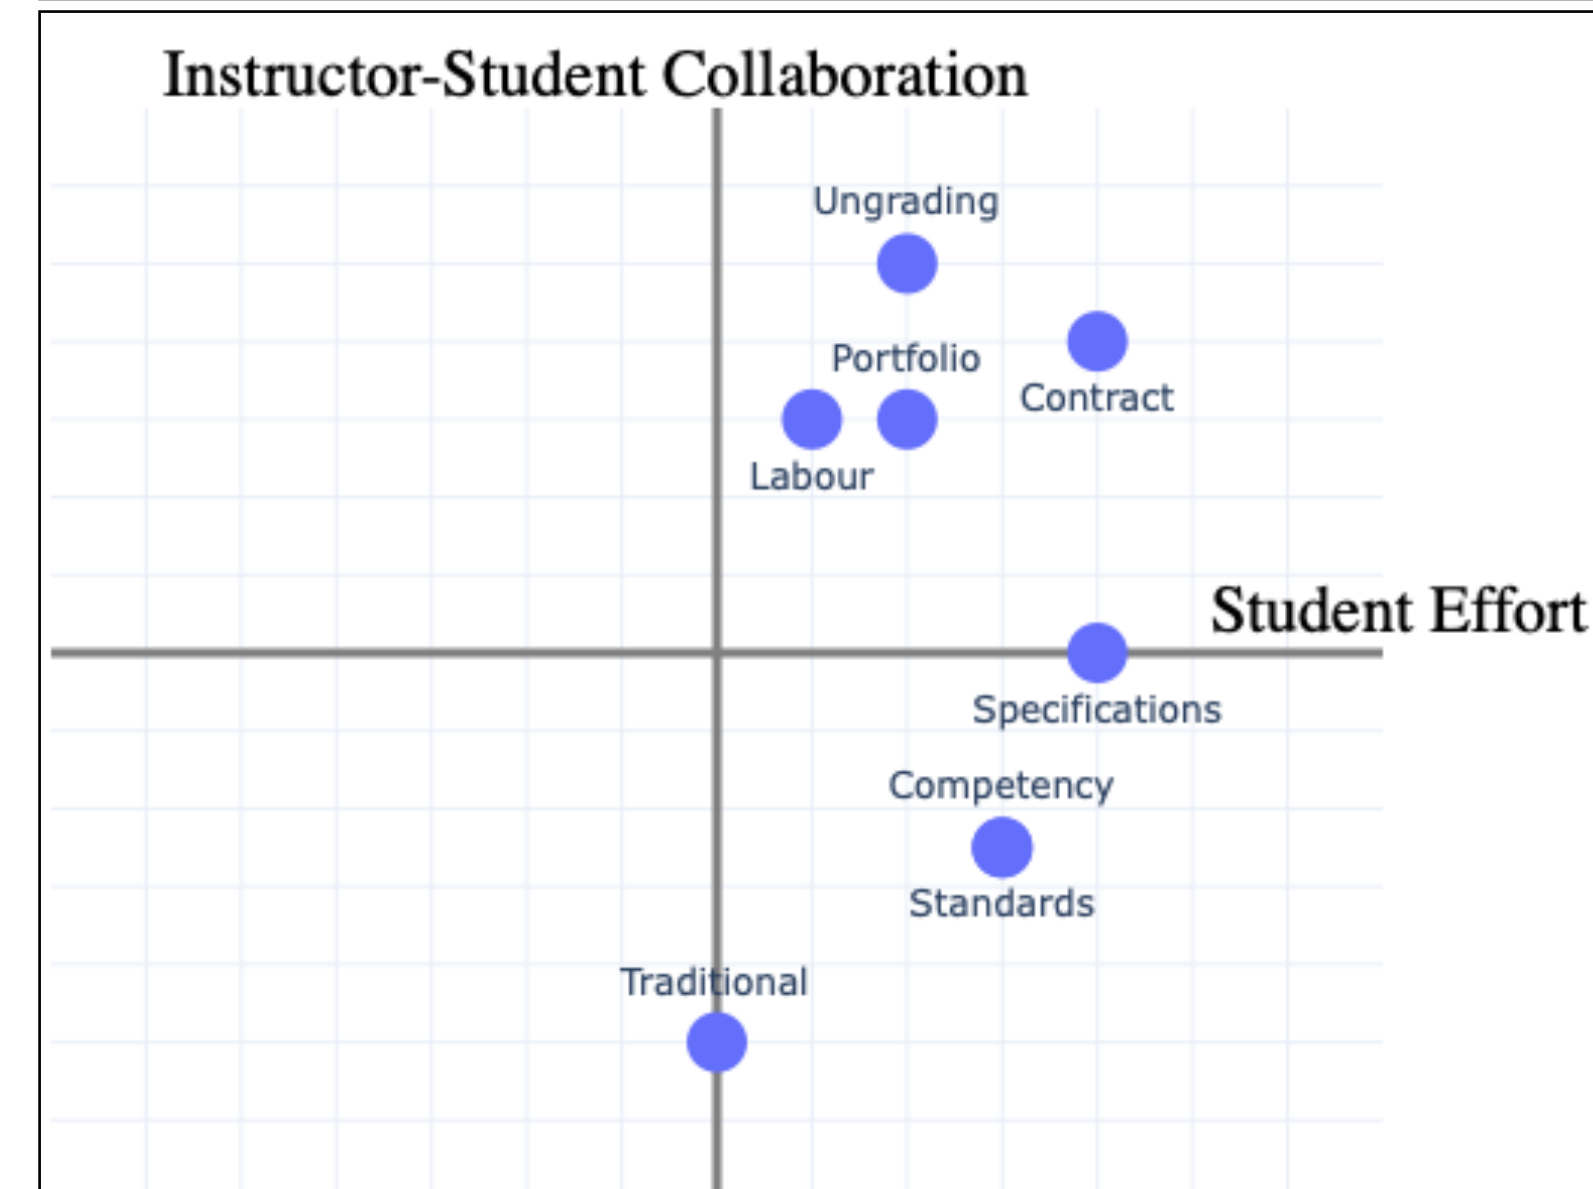 Instructor-Student Collaboration
Ungrading
Portfolio
Contract
Labour
Student Effort
Specifications
Competency
Standards
Traditional